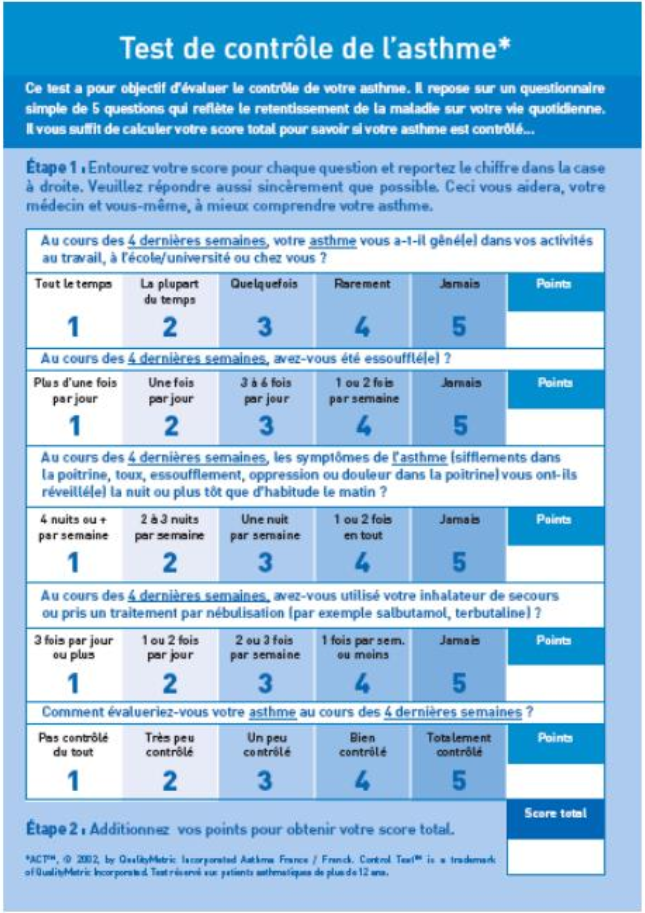 Test de contrôle de l'asthme*
Ce test a pour objectif d'évaluer le contrôle de votre asthme. Il repose sur un questionnaire
simple de 5 questions qui reflète le retentissement de la maladie sur votre vie quotidienne.
Il vous suffit de calculer votre score total pour savoir si votre asthme est contrôlé...
Étape 1 : Entourez votre score pour chaque question et reportez le chiffre dans la case
à droite. Veuillez répondre aussi sincèrement que possible. Ceci vous aidera, votre
médecin et vous-même, à mieux comprendre votre asthme.
Au cours des 4 dernières semaines, votre asthme vous a-t-il gêné(e) dans vos activités
au travail, à l'école/université ou chez vous ?
Tout le temps La plupart du temps Quelquefois Rarement Jamais Points
1 2 3 4 5
Au cours des 4 dernières semaines, avez-vous été essoufflé(e) ?
Plus d'une fois par jour Une fois par jour 3 à 6 fois par jour 1 ou 2 fois par semaine Jamais Points
1 2 3 4 5
Au cours des 4 dernières semaines, les symptômes de l'asthme (sifflements dans
la poitrine, toux, essoufflement, oppression ou douleur dans la poitrine) vous ont-ils
réveillé(e) la nuit ou plus tôt que d'habitude le matin ?
4 nuits ou + par semaine 2 à 3 nuits par semaine Une nuit par semaine 1 ou 2 fois en tout Jamais Points
1 2 3 4 5
Au cours des 4 dernières semaines, avez-vous utilisé votre inhalateur de secours
ou pris un traitement par nébulisation (par exemple salbutamol, terbutaline) ?
3 fois par jour ou plus 1 ou 2 fois par jour 2 ou 3 fois par semaine 1 fois par sem. ou moins Jamais Points
1 2 3 4 5
Comment évalueriez-vous votre asthme au cours des 4 dernières semaines ?
Pas contrôlé du tout Très peu contrôlé Un peu contrôlé Bien contrôlé Totalement contrôlé Points
1 2 3 4 5
Score total
Étape 2 : Additionnez vos points pour obtenir votre score total.
*ACT™, © 2002, by QualityMetric Incorporated Asthma France / French. Control Test™ is a trademark
of QualityMetric Incorporated. Test réservé aux patients asthmatiques de plus de 12 ans.